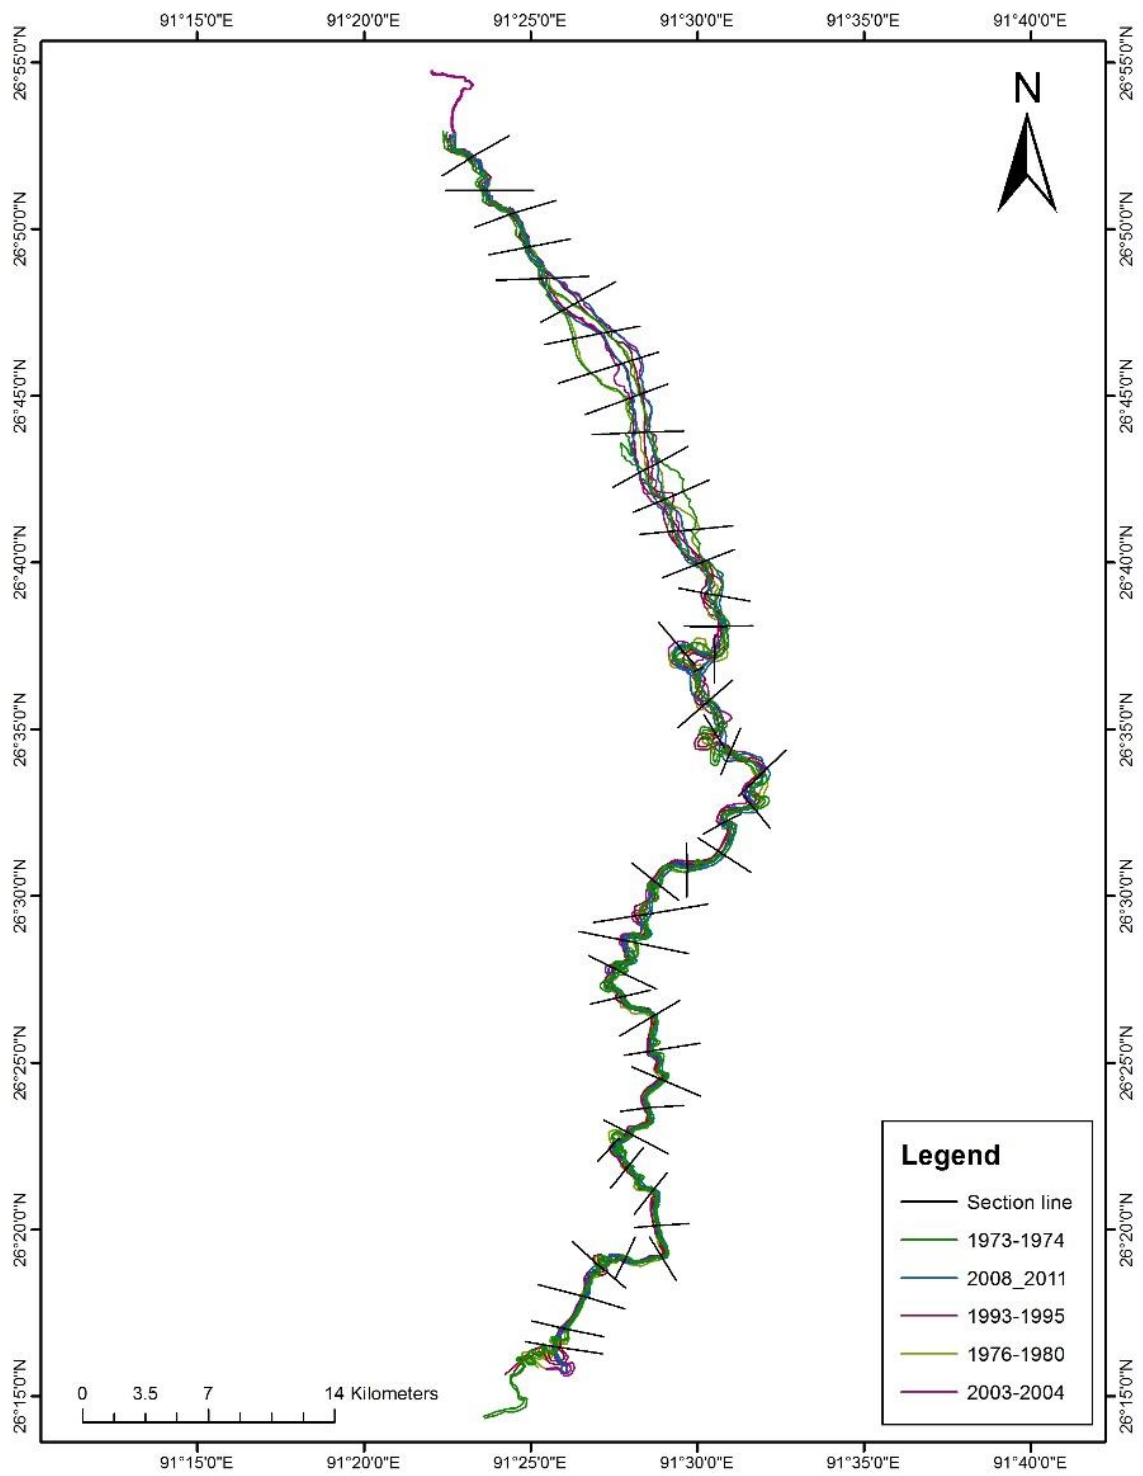 91°15'0"E 91°20'0"E 91°25'0"E 91°30'0"E 91°35'0"E 91°40'0"E
26°55'0"N 26°55'0"N
N
26°50'0"N 26°50'0"N
26°45'0"N 26°45'0"N
26°40'0"N 26°40'0"N
26°35'0"N 26°35'0"N
26°30'0"N 26°30'0"N
26°25'0"N 26°25'0"N
26°20'0"N 26°20'0"N
26°15'0"N 26°15'0"N
Legend
Section line
1973-1974
2008_2011
1993-1995
1976-1980
2003-2004
0 3.5 7 14 Kilometers
91°15'0"E 91°20'0"E 91°25'0"E 91°30'0"E 91°35'0"E 91°40'0"E